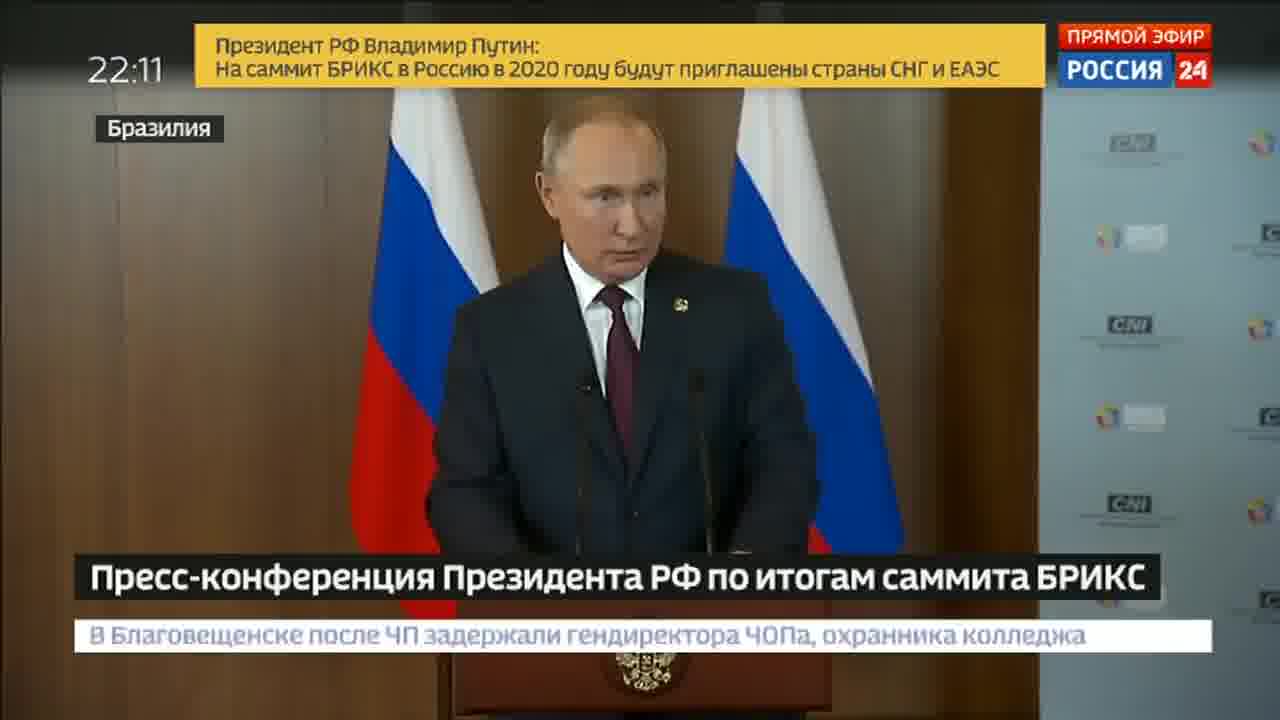 22:11
Президент РФ Владимир Путин:
На саммит БРИКС в Россию в 2020 году будут приглашены страны СНГ и ЕАЭС
ПРЯМОЙ ЭФИР
РОССИЯ 24
Бразилия
CNI
CNI
CNI
Пресс-конференция Президента РФ по итогам саммита БРИКС
В Благовещенске после ЧП задержали гендиректора ЧОПа, охранника колледжа